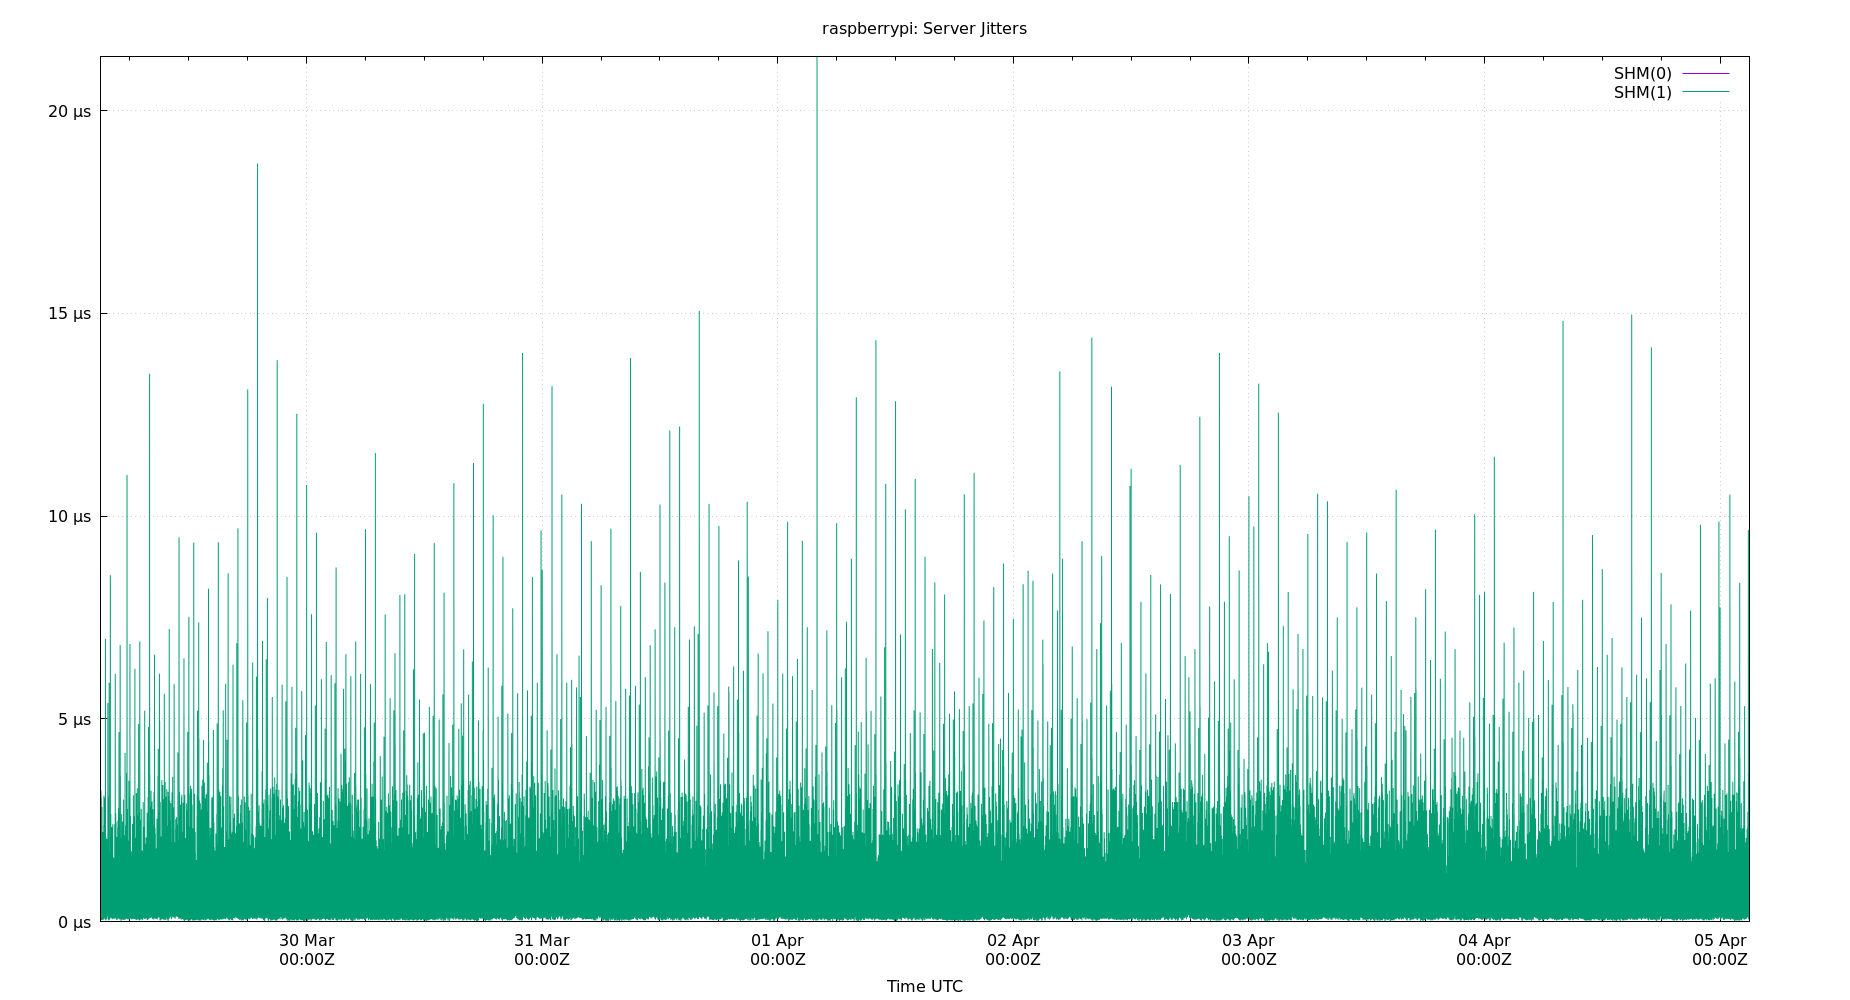 raspberrypi: Server Jitters
SHM(0)
SHM(1)
20 µs
15 µs
10 µs
5 µs
0 µs
30 Mar 31 Mar 01 Apr 02 Apr 03 Apr 04 Apr 05 Apr
00:00Z 00:00Z 00:00Z 00:00Z 00:00Z 00:00Z 00:00Z
Time UTC